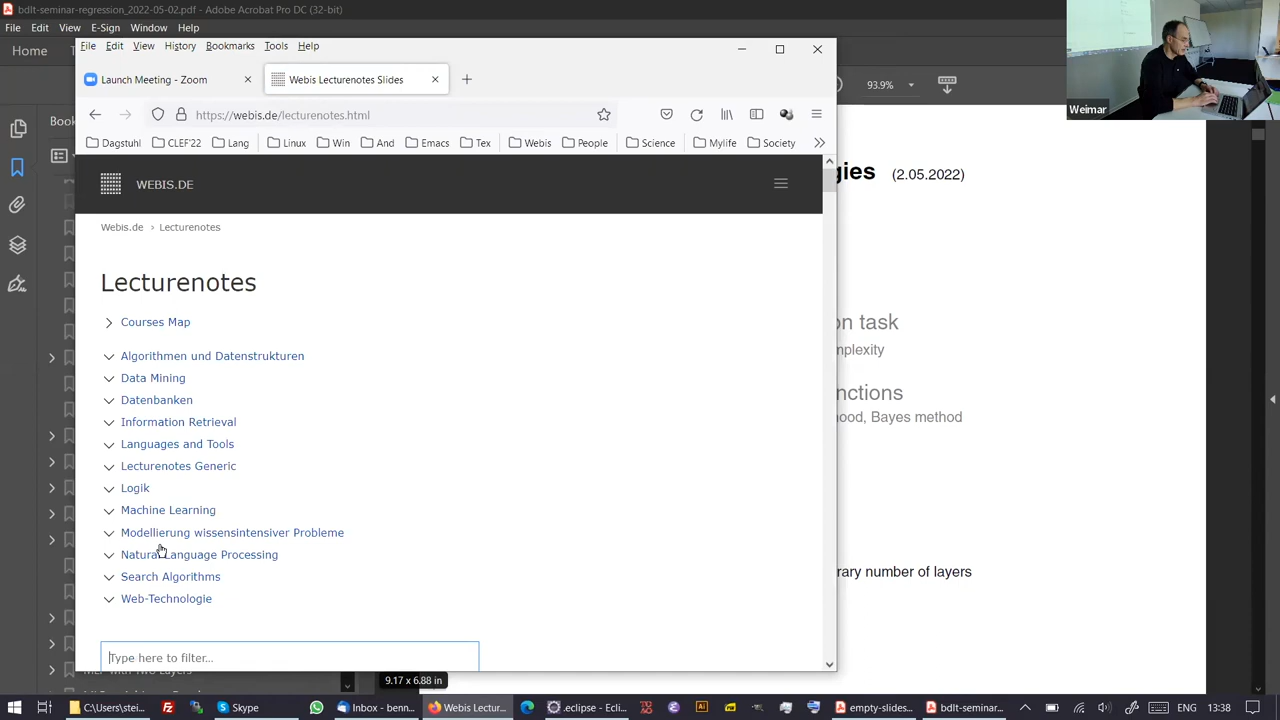 bdlt-seminar-regression_2022-05-02.pdf - Adobe Acrobat Pro DC (32-bit)
File Edit View E-Sign Window Help
Home
93.9%
Weimar
File Edit View History Bookmarks Tools Help
Launch Meeting - Zoom
Webis Lecturenotes Slides
https://webis.de/lecturenotes.html
Dagstuhl CLEF'22 Lang Linux Win And Emacs Tex Webis People Science Mylife Society
WEBIS.DE
Webis.de › Lecturenotes
Lecturenotes
Courses Map
Algorithmen und Datenstrukturen
Data Mining
Datenbanken
Information Retrieval
Languages and Tools
Lecturenotes Generic
Logik
Machine Learning
Modellierung wissensintensiver Probleme
Natural Language Processing
Search Algorithms
Web-Technologie
Type here to filter...
9.17 x 6.88 in
gies (2.05.2022)
on task
mplexity
nctions
ood, Bayes method
rary number of layers
C:\Users\stei... Skype Inbox - benn... Webis Lectur... .eclipse - Ecli... empty-slides... bdlt-seminar-... ENG 13:38